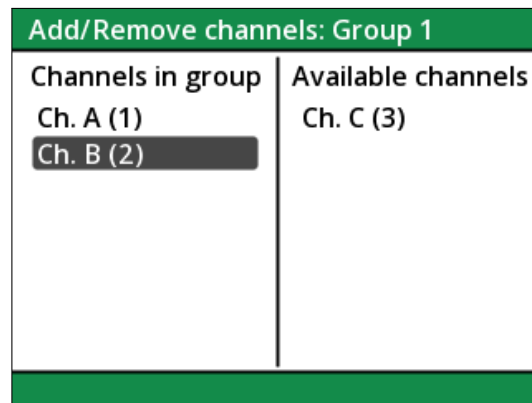 Add/Remove channels: Group 1
Channels in group
Ch. A (1)
Ch. B (2)
Available channels
Ch. C (3)